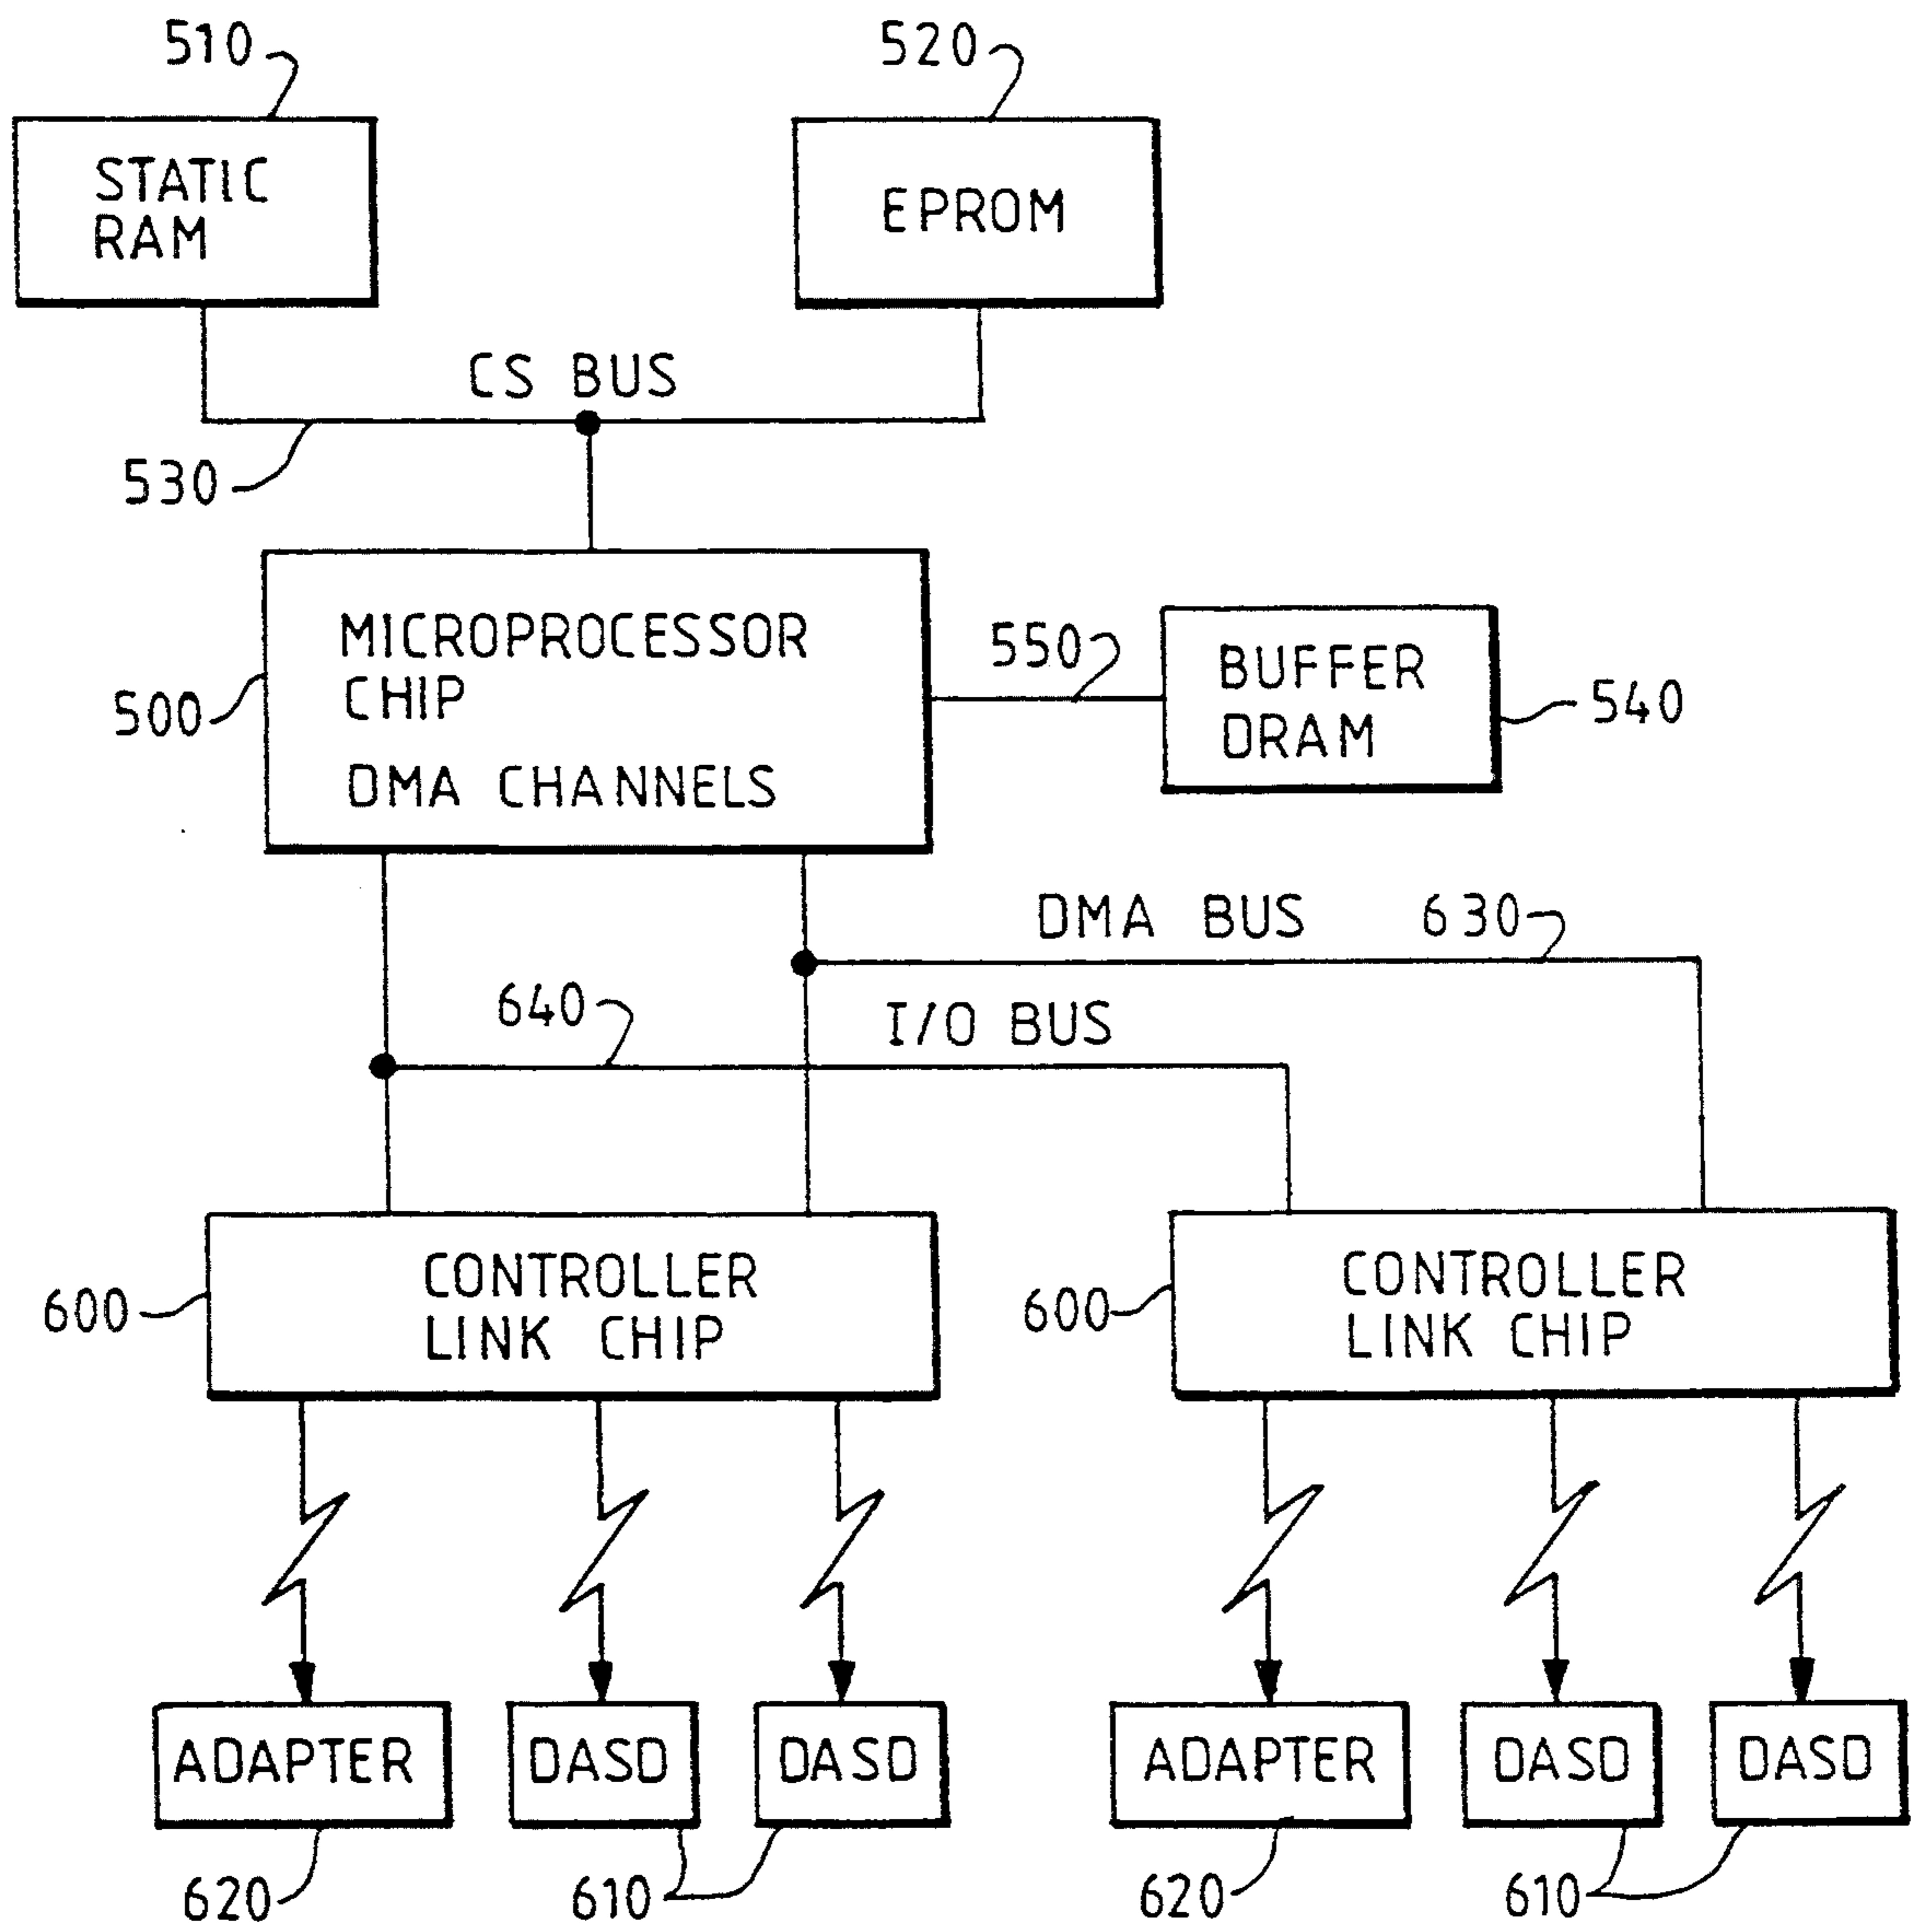 510
520
STATIC
RAM
EPROM
CS BUS
530
MICROPROCESSOR
CHIP
DMA CHANNELS
500
550
BUFFER
DRAM
540
DMA BUS
630
640
I/O BUS
600
CONTROLLER
LINK CHIP
600
CONTROLLER
LINK CHIP
ADAPTER
DASD
DASD
ADAPTER
DASD
DASD
620
610
620
610